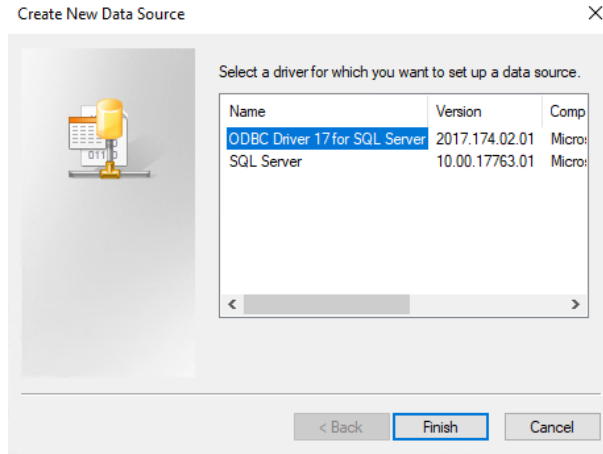 Create New Data Source
Select a driver for which you want to set up a data source.
Name Version Comp
ODBC Driver 17 for SQL Server 2017.174.02.01 Micro
SQL Server 10.00.17763.01 Micro
< Back Finish Cancel